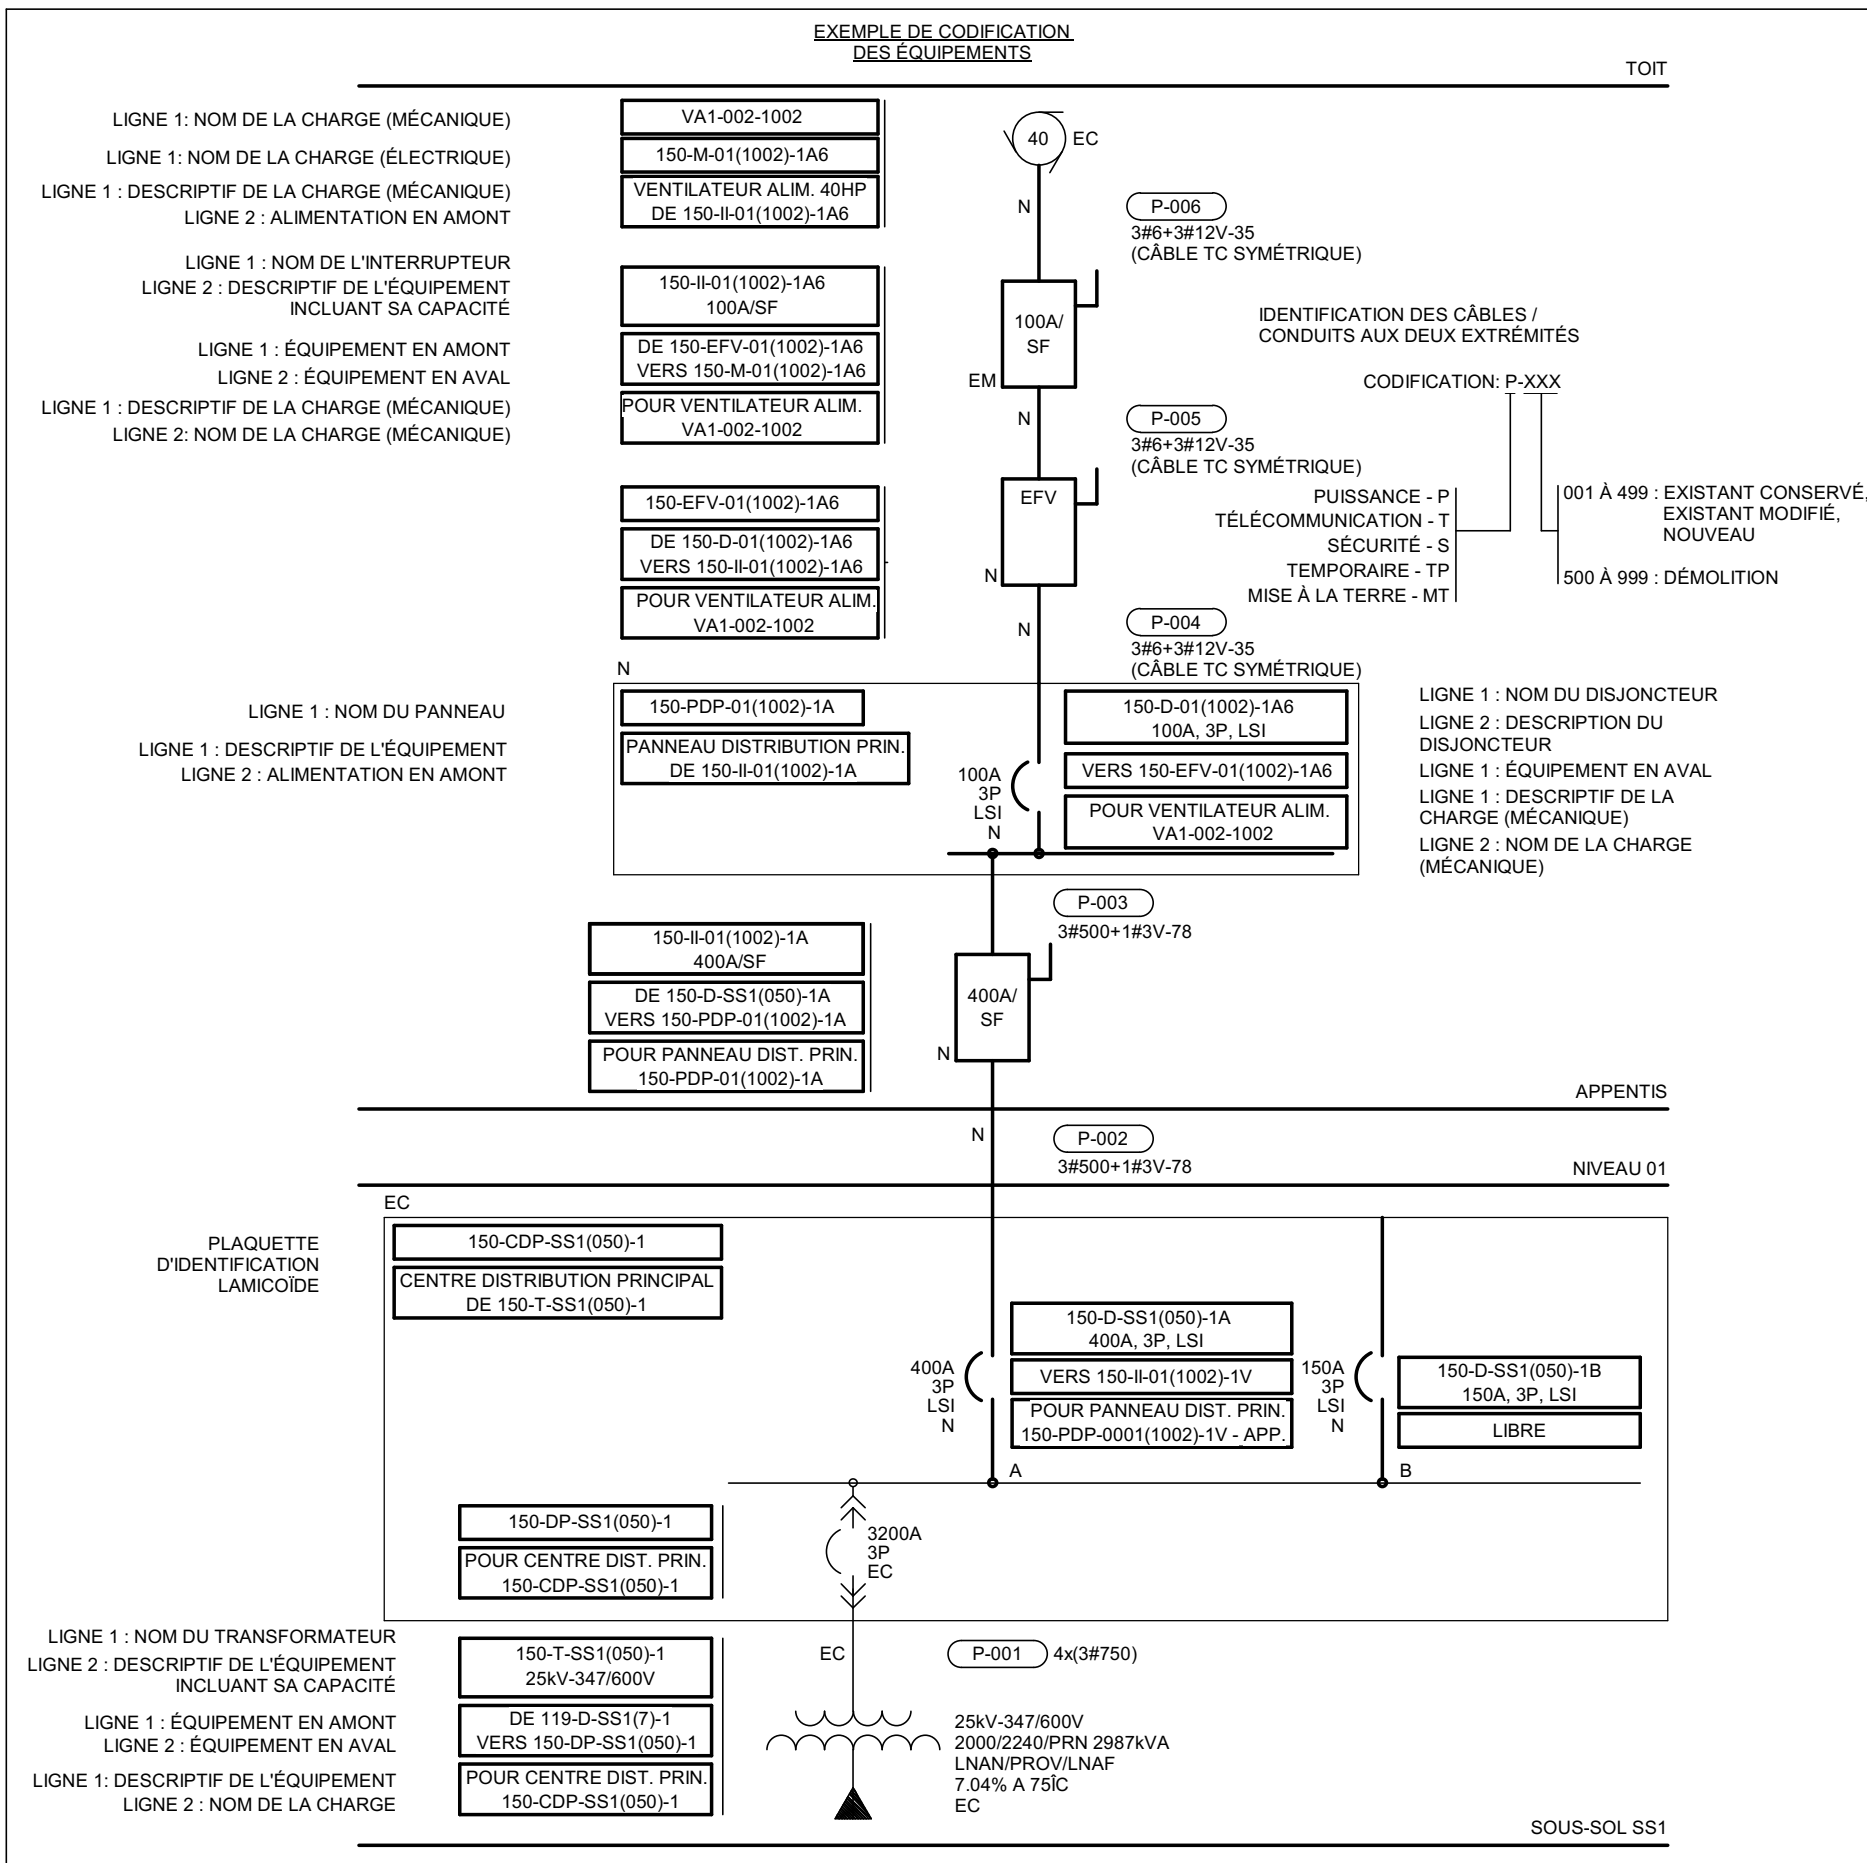 EXEMPLE DE CODIFICATION
DES ÉQUIPEMENTS
TOIT
LIGNE 1: NOM DE LA CHARGE (MÉCANIQUE)
VA1-002-1002
LIGNE 1: NOM DE LA CHARGE (ÉLECTRIQUE)
150-M-01(1002)-1A6
LIGNE 1 : DESCRIPTIF DE LA CHARGE (MÉCANIQUE)
LIGNE 2 : ALIMENTATION EN AMONT
VENTILATEUR ALIM. 40HP
DE 150-II-01(1002)-1A6
40
EC
N
P-006
3#6+3#12V-35
(CÂBLE TC SYMÉTRIQUE)
LIGNE 1 : NOM DE L'INTERRUPTEUR
LIGNE 2 : DESCRIPTIF DE L'ÉQUIPEMENT
INCLUANT SA CAPACITÉ
150-II-01(1002)-1A6
100A/SF
LIGNE 1 : ÉQUIPEMENT EN AMONT
LIGNE 2 : ÉQUIPEMENT EN AVAL
DE 150-EFV-01(1002)-1A6
VERS 150-M-01(1002)-1A6
LIGNE 1 : DESCRIPTIF DE LA CHARGE (MÉCANIQUE)
LIGNE 2: NOM DE LA CHARGE (MÉCANIQUE)
POUR VENTILATEUR ALIM.
VA1-002-1002
100A/
SF
EM
N
P-005
3#6+3#12V-35
(CÂBLE TC SYMÉTRIQUE)
IDENTIFICATION DES CÂBLES /
CONDUITS AUX DEUX EXTRÉMITÉS
CODIFICATION: P-XXX
PUISSANCE - P
TÉLÉCOMMUNICATION - T
SÉCURITÉ - S
TEMPORAIRE - TP
MISE À LA TERRE - MT
001 À 499 : EXISTANT CONSERVÉ,
EXISTANT MODIFIÉ,
NOUVEAU
500 À 999 : DÉMOLITION
150-EFV-01(1002)-1A6
DE 150-D-01(1002)-1A6
VERS 150-II-01(1002)-1A6
POUR VENTILATEUR ALIM.
VA1-002-1002
EFV
N
N
P-004
3#6+3#12V-35
(CÂBLE TC SYMÉTRIQUE)
N
LIGNE 1 : NOM DU PANNEAU
150-PDP-01(1002)-1A
LIGNE 1 : DESCRIPTIF DE L'ÉQUIPEMENT
LIGNE 2 : ALIMENTATION EN AMONT
PANNEAU DISTRIBUTION PRIN.
DE 150-II-01(1002)-1A
100A
3P
LSI
N
150-D-01(1002)-1A6
100A, 3P, LSI
VERS 150-EFV-01(1002)-1A6
POUR VENTILATEUR ALIM.
VA1-002-1002
LIGNE 1 : NOM DU DISJONCTEUR
LIGNE 2 : DESCRIPTION DU
DISJONCTEUR
LIGNE 1 : ÉQUIPEMENT EN AVAL
LIGNE 1 : DESCRIPTIF DE LA
CHARGE (MÉCANIQUE)
LIGNE 2 : NOM DE LA CHARGE
(MÉCANIQUE)
P-003
3#500+1#3V-78
150-II-01(1002)-1A
400A/SF
DE 150-D-SS1(050)-1A
VERS 150-PDP-01(1002)-1A
POUR PANNEAU DIST. PRIN.
150-PDP-01(1002)-1A
400A/
SF
N
APPENTIS
N
P-002
3#500+1#3V-78
NIVEAU 01
EC
PLAQUETTE
D'IDENTIFICATION
LAMICOÏDE
150-CDP-SS1(050)-1
CENTRE DISTRIBUTION PRINCIPAL
DE 150-T-SS1(050)-1
400A
3P
LSI
N
150-D-SS1(050)-1A
400A, 3P, LSI
VERS 150-II-01(1002)-1V
POUR PANNEAU DIST. PRIN.
150-PDP-0001(1002)-1V - APP.
150A
3P
LSI
N
150-D-SS1(050)-1B
150A, 3P, LSI
LIBRE
A
B
150-DP-SS1(050)-1
POUR CENTRE DIST. PRIN.
150-CDP-SS1(050)-1
3200A
3P
EC
LIGNE 1 : NOM DU TRANSFORMATEUR
LIGNE 2 : DESCRIPTIF DE L'ÉQUIPEMENT
INCLUANT SA CAPACITÉ
150-T-SS1(050)-1
25kV-347/600V
EC
P-001
4x(3#750)
LIGNE 1 : ÉQUIPEMENT EN AMONT
LIGNE 2 : ÉQUIPEMENT EN AVAL
DE 119-D-SS1(7)-1
VERS 150-DP-SS1(050)-1
LIGNE 1: DESCRIPTIF DE L'ÉQUIPEMENT
LIGNE 2 : NOM DE LA CHARGE
POUR CENTRE DIST. PRIN.
150-CDP-SS1(050)-1
25kV-347/600V
2000/2240/PRN 2987kVA
LNAN/PROV/LNAF
7.04% A 75ÎC
EC
SOUS-SOL SS1